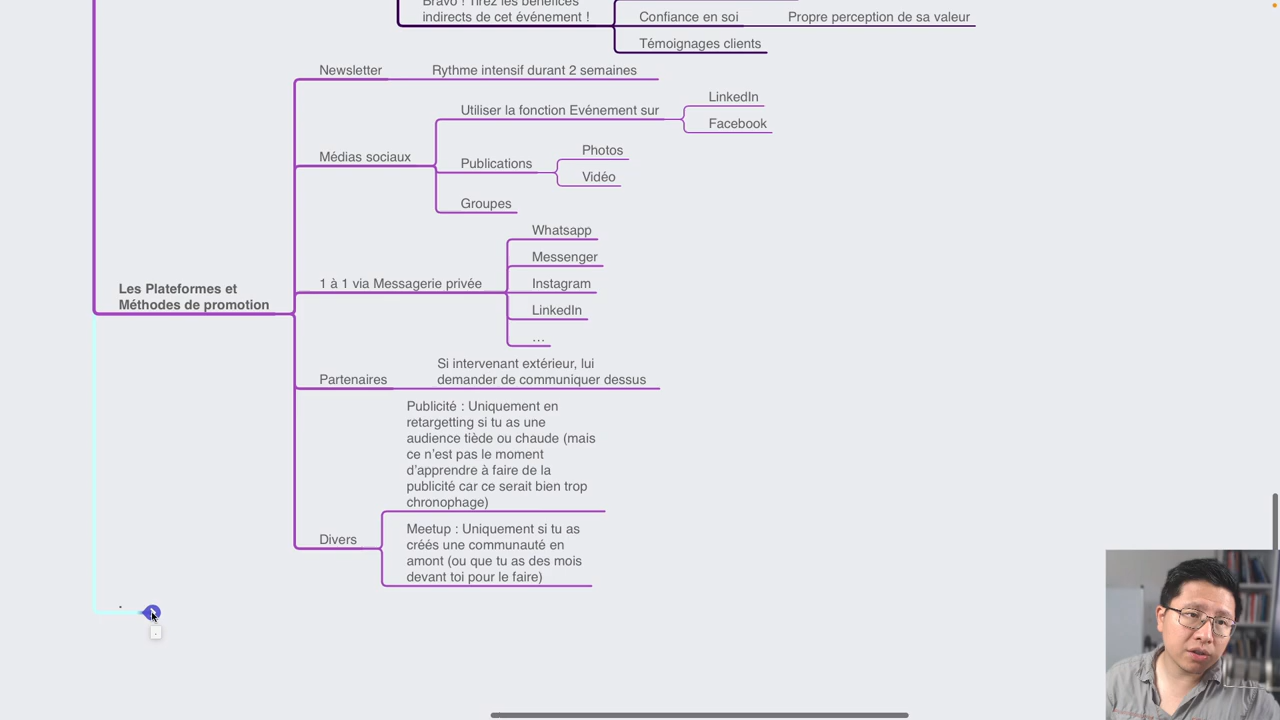 Bravo ! Tirez les bénéfices
indirects de cet événement !
Confiance en soi
Propre perception de sa valeur
Témoignages clients
Newsletter
Rythme intensif durant 2 semaines
Médias sociaux
Utiliser la fonction Evénement sur
LinkedIn
Facebook
Publications
Photos
Vidéo
Groupes
Les Plateformes et
Méthodes de promotion
1 à 1 via Messagerie privée
Whatsapp
Messenger
Instagram
LinkedIn
...
Partenaires
Si intervenant extérieur, lui
demander de communiquer dessus
Divers
Publicité : Uniquement en
retargetting si tu as une
audience tiède ou chaude (mais
ce n'est pas le moment
d'apprendre à faire de la
publicité car ce serait bien trop
chronophage)
Meetup : Uniquement si tu as
créés une communauté en
amont (ou que tu as des mois
devant toi pour le faire)
.
.